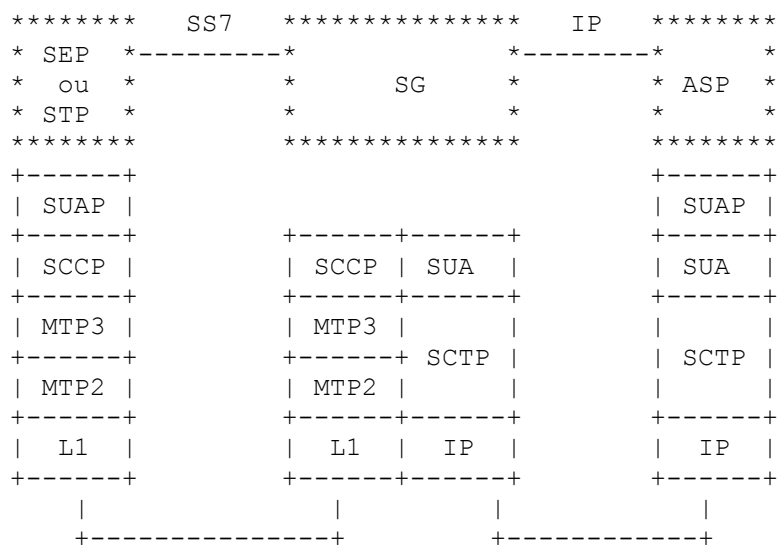 ********   SS7   ***************   IP   ********
* SEP  *---------*             *--------*      *
*  ou  *         *      SG     *        * ASP  *
* STP  *         *             *        *      *
********         ***************        ********
+------+                                +------+
| SUAP |                                | SUAP |
+------+         +------+------+        +------+
| SCCP |         | SCCP | SUA  |        | SUA  |
+------+         +------+------+        +------+
| MTP3 |         | MTP3 |      |        |      |
+------+         +------+ SCTP |        | SCTP |
| MTP2 |         | MTP2 |      |        |      |
+------+         +------+------+        +------+
|  L1  |         |  L1  |  IP  |        |  IP  |
+------+         +------+------+        +------+
    |               |         |            |
    +---------------+         +------------+